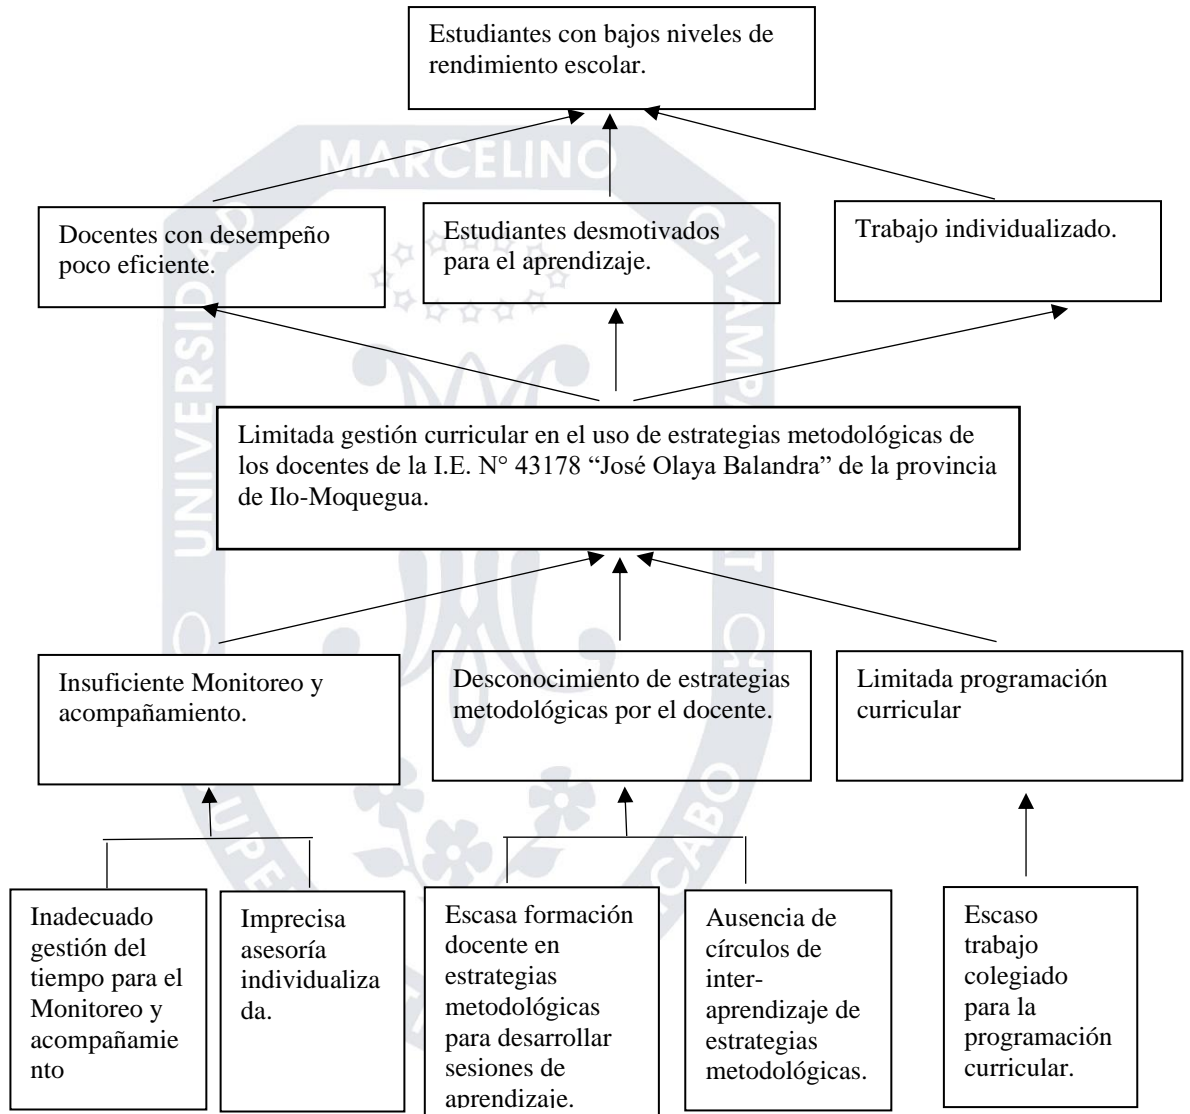 Estudiantes con bajos niveles de
rendimiento escolar.
MARCELINO
CHAMPAGNAT
UNIVERSIDAD
Docentes con desempeño
poco eficiente.
Estudiantes desmotivados
para el aprendizaje.
Trabajo individualizado.
Limitada gestión curricular en el uso de estrategias metodológicas de
los docentes de la I.E. N° 43178 “José Olaya Balandra” de la provincia
de Ilo-Moquegua.
Insuficiente Monitoreo y
acompañamiento.
Desconocimiento de estrategias
metodológicas por el docente.
Limitada programación
curricular
Inadecuado
gestión del
tiempo para el
Monitoreo y
acompañamie
nto
Imprecisa
asesoría
individualiza
da.
Escasa formación
docente en
estrategias
metodológicas
para desarrollar
sesiones de
aprendizaje.
Ausencia de
círculos de
inter-
aprendizaje de
estrategias
metodológicas.
Escaso
trabajo
colegiado
para la
programación
curricular.